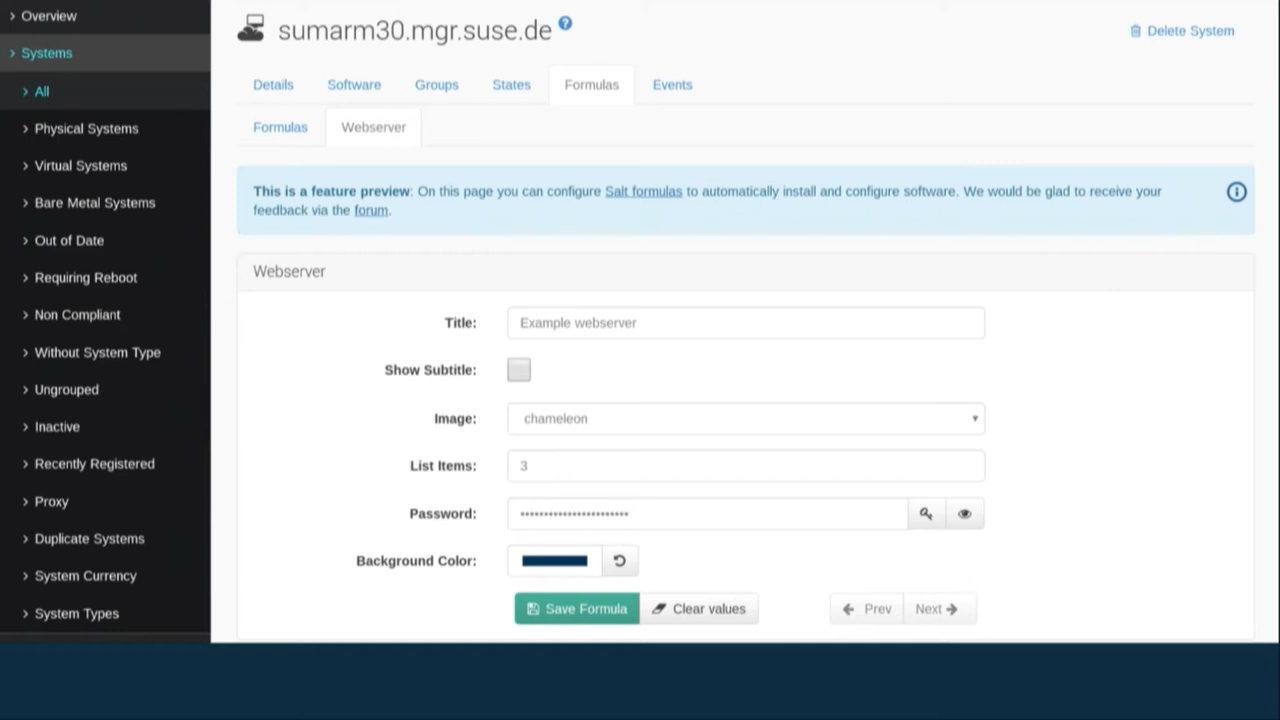 Overview
Systems
All
Physical Systems
Virtual Systems
Bare Metal Systems
Out of Date
Requiring Reboot
Non Compliant
Without System Type
Ungrouped
Inactive
Recently Registered
Proxy
Duplicate Systems
System Currency
System Types
sumarm30.mgr.suse.de ?
Delete System
Details Software Groups States Formulas Events
Formulas Webserver
This is a feature preview: On this page you can configure Salt formulas to automatically install and configure software. We would be glad to receive your
feedback via the forum.
Webserver
Title: Example webserver
Show Subtitle:
Image: chameleon
List Items: 3
Password: •••••••••••••••••••••••
Background Color:
Save Formula Clear values Prev Next